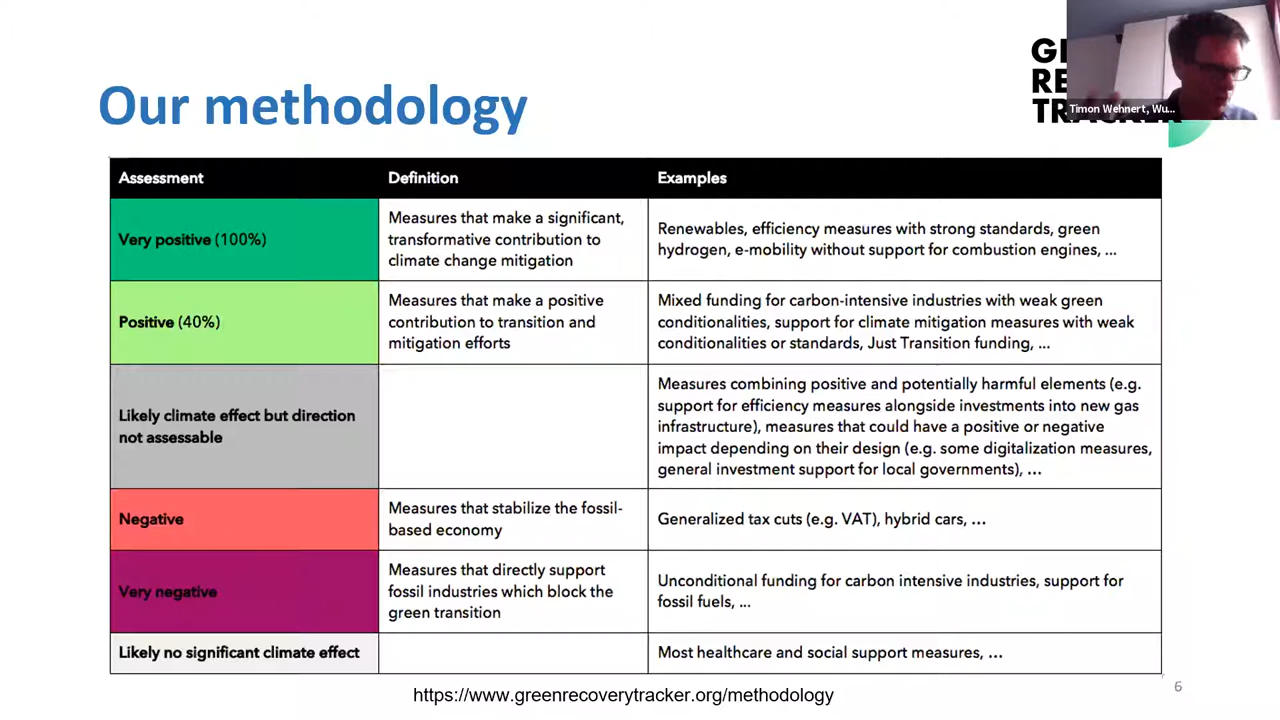 GR
RE
TRACKER
Timon Wehnert, Wu...
Our methodology
Assessment
Definition
Examples
Very positive (100%)
Measures that make a significant,
transformative contribution to
climate change mitigation
Renewables, efficiency measures with strong standards, green
hydrogen, e-mobility without support for combustion engines, ...
Positive (40%)
Measures that make a positive
contribution to transition and
mitigation efforts
Mixed funding for carbon-intensive industries with weak green
conditionalities, support for climate mitigation measures with weak
conditionalities or standards, Just Transition funding, ...
Likely climate effect but direction
not assessable
Measures combining positive and potentially harmful elements (e.g.
support for efficiency measures alongside investments into new gas
infrastructure), measures that could have a positive or negative
impact depending on their design (e.g. some digitalization measures,
general investment support for local governments), ...
Negative
Measures that stabilize the fossil-
based economy
Generalized tax cuts (e.g. VAT), hybrid cars, ...
Very negative
Measures that directly support
fossil industries which block the
green transition
Unconditional funding for carbon intensive industries, support for
fossil fuels, ...
Likely no significant climate effect
Most healthcare and social support measures, ...
https://www.greenrecoverytracker.org/methodology
6